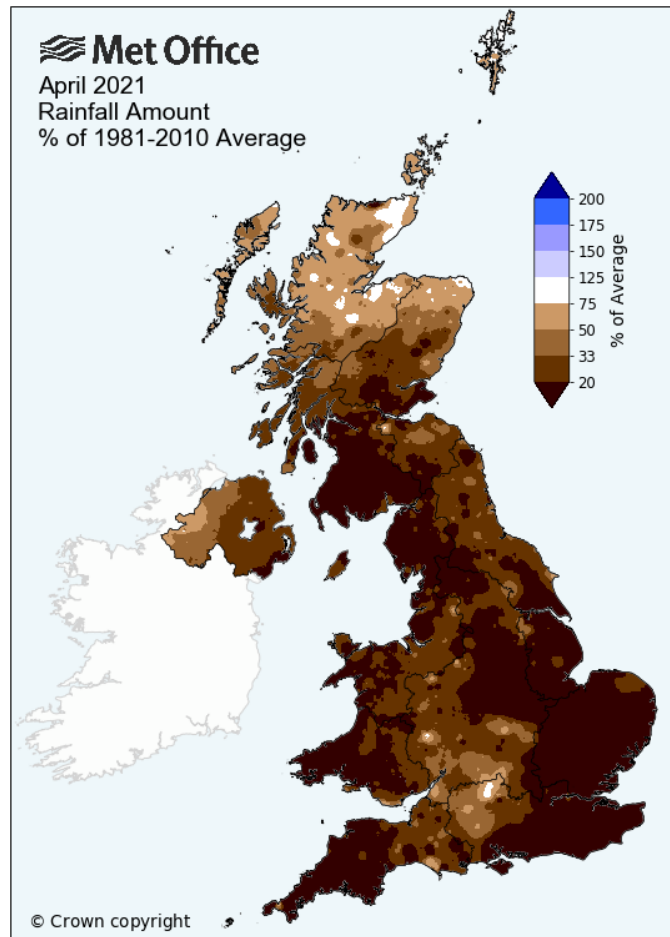 Met Office
April 2021
Rainfall Amount
% of 1981-2010 Average
200
175
150
125
75
50
33
20
% of Average
© Crown copyright